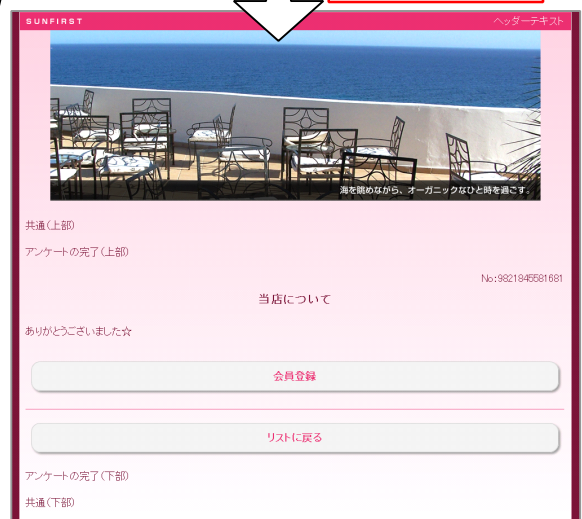 SUNFIRST
ヘッダーテキスト
海を眺めながら、オーガニックなひと時を過ごす。
共通(上部)
アンケートの完了(上部)
No:9821845581681
当店について
ありがとうございました☆
会員登録
リストに戻る
アンケートの完了(下部)
共通(下部)